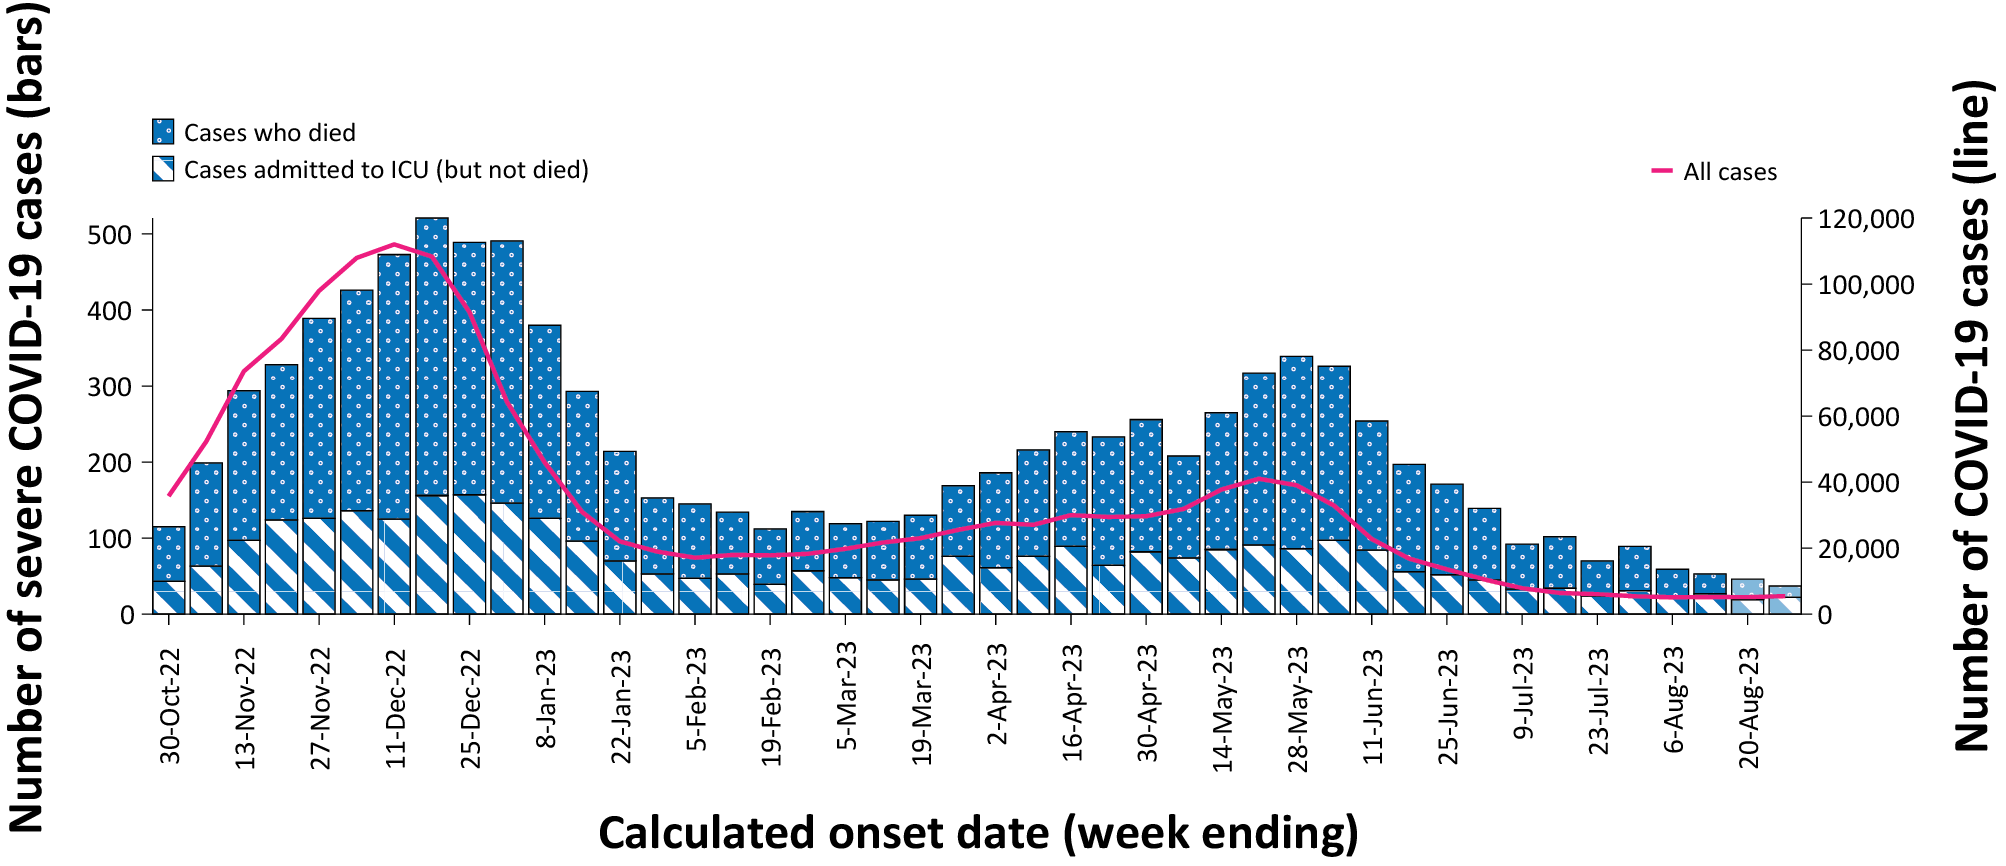 Number of severe COVID-19 cases (bars)
Cases who died
Cases admitted to ICU (but not died)
All cases
500
400
300
200
100
0
120,000
100,000
80,000
60,000
40,000
20,000
0
Number of COVID-19 cases (line)
30-Oct-22
13-Nov-22
27-Nov-22
11-Dec-22
25-Dec-22
8-Jan-23
22-Jan-23
5-Feb-23
19-Feb-23
5-Mar-23
19-Mar-23
2-Apr-23
16-Apr-23
30-Apr-23
14-May-23
28-May-23
11-Jun-23
25-Jun-23
9-Jul-23
23-Jul-23
6-Aug-23
20-Aug-23
Calculated onset date (week ending)